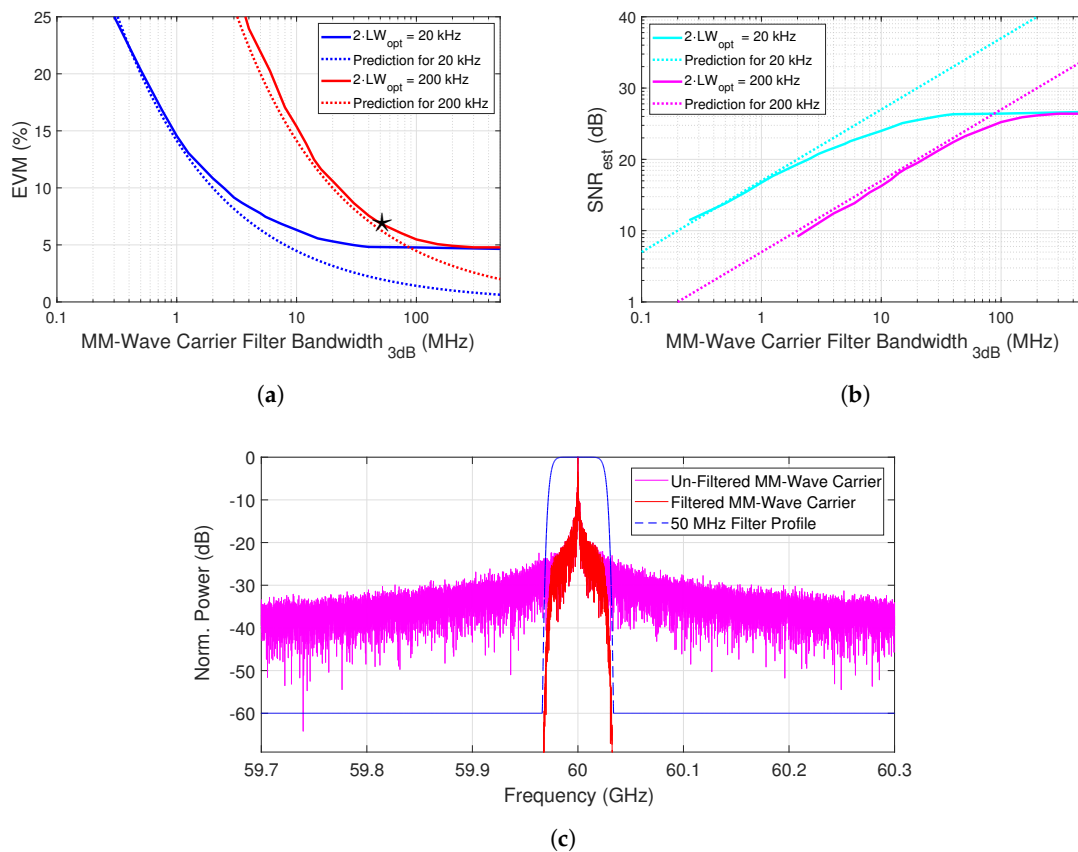 25
20
15
10
5
0
EVM (%)
0.1
1
10
100
MM-Wave Carrier Filter Bandwidth 3dB (MHz)
2·LWopt = 20 kHz
Prediction for 20 kHz
2·LWopt = 200 kHz
Prediction for 200 kHz
(a)
40
30
20
10
1
SNRest (dB)
0.1
1
10
100
MM-Wave Carrier Filter Bandwidth 3dB (MHz)
2·LWopt = 20 kHz
Prediction for 20 kHz
2·LWopt = 200 kHz
Prediction for 200 kHz
(b)
0
-10
-20
-30
-40
-50
-60
Norm. Power (dB)
Un-Filtered MM-Wave Carrier
Filtered MM-Wave Carrier
50 MHz Filter Profile
59.7
59.8
59.9
60
60.1
60.2
60.3
Frequency (GHz)
(c)